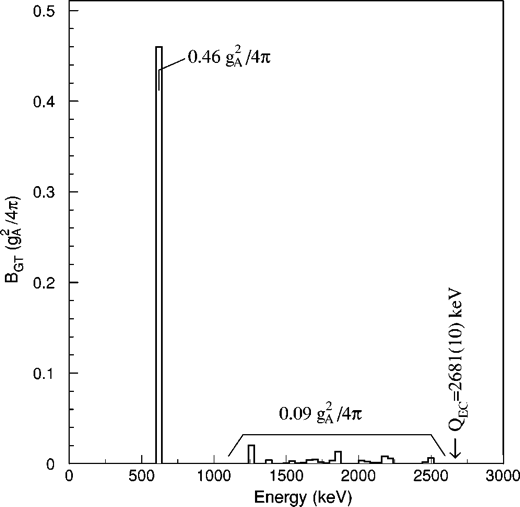 0.5
0.46 g_A^2/4π
0.4
0.3
B_GT (g_A^2/4π)
0.2
Q_EC=2681(10) keV
0.1
0.09 g_A^2/4π
0
0 500 1000 1500 2000 2500 3000
Energy (keV)